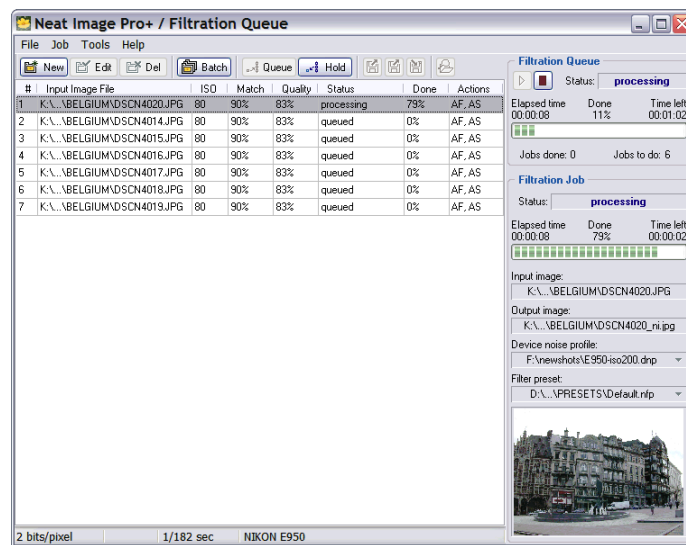 Neat Image Pro+ / Filtration Queue
File Job Tools Help
New Edit Del Batch Queue Hold
# Input Image File ISO Match Quality Status Done Actions
1 K:\...\BELGIUM\DSCN4020.JPG 80 90% 83% processing 79% AF, AS
2 K:\...\BELGIUM\DSCN4014.JPG 80 90% 83% queued 0% AF, AS
3 K:\...\BELGIUM\DSCN4015.JPG 80 90% 83% queued 0% AF, AS
4 K:\...\BELGIUM\DSCN4016.JPG 80 90% 83% queued 0% AF, AS
5 K:\...\BELGIUM\DSCN4017.JPG 80 90% 83% queued 0% AF, AS
6 K:\...\BELGIUM\DSCN4018.JPG 80 90% 83% queued 0% AF, AS
7 K:\...\BELGIUM\DSCN4019.JPG 80 90% 83% queued 0% AF, AS
Filtration Queue
Status: processing
Elapsed time Done Time left
00:00:08 11% 00:01:02
Jobs done: 0 Jobs to do: 6
Filtration Job
Status: processing
Elapsed time Done Time left
00:00:08 79% 00:00:02
Input image:
K:\...\BELGIUM\DSCN4020.JPG
Output image:
K:\...\BELGIUM\DSCN4020_ni.jpg
Device noise profile:
F:\newshots\E950-iso200.dnp
Filter preset:
D:\...\PRESETS\Default.nfp
2 bits/pixel 1/182 sec NIKON E950